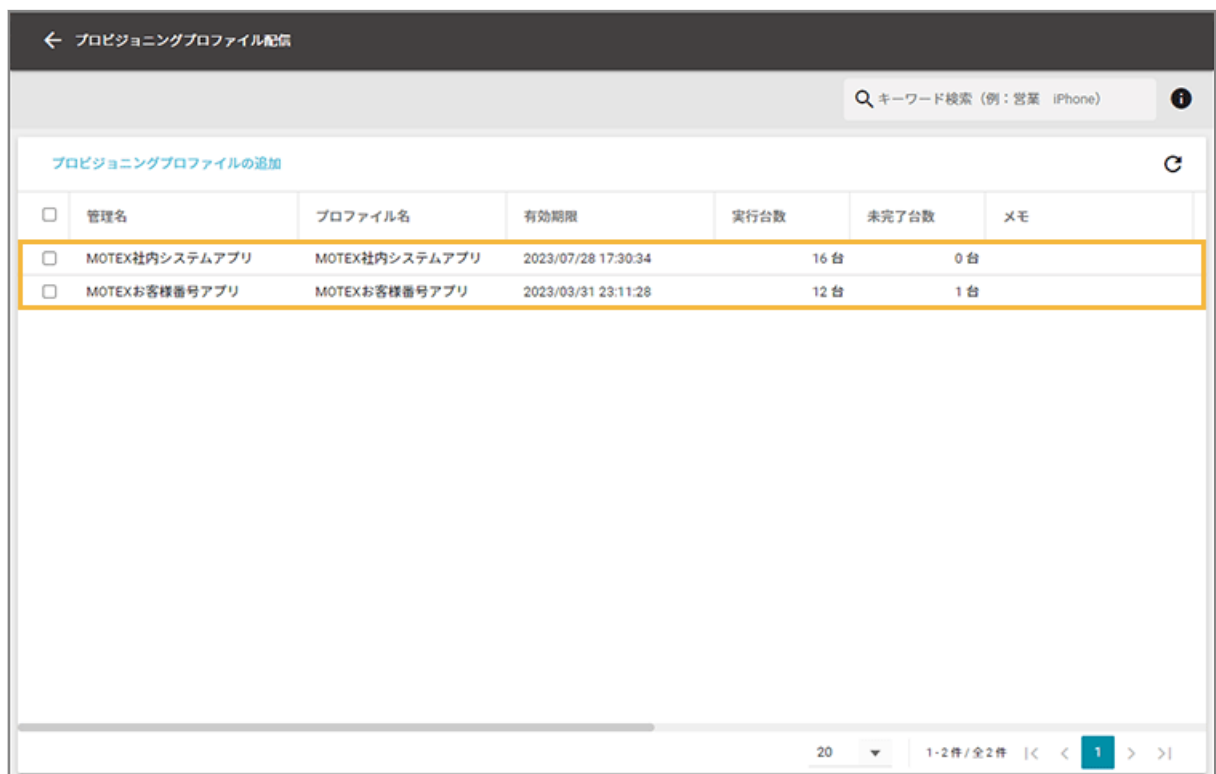 プロビジョニングプロファイル配信
キーワード検索（例：営業　iPhone）
プロビジョニングプロファイルの追加
管理名 プロファイル名 有効期限 実行台数 未完了台数 メモ
MOTEX社内システムアプリ MOTEX社内システムアプリ 2023/07/28 17:30:34 16 台 0 台
MOTEXお客様番号アプリ MOTEXお客様番号アプリ 2023/03/31 23:11:28 12 台 1 台
20 1-2件/全2件 1